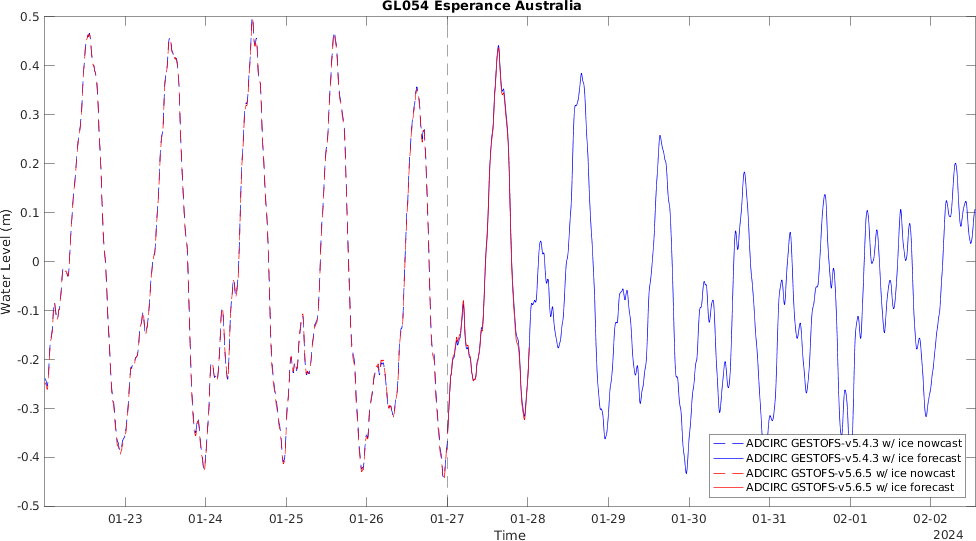 GL054 Esperance Australia
0.5
0.4
0.3
0.2
0.1
0
-0.1
-0.2
-0.3
-0.4
-0.5
Water Level (m)
01-23 01-24 01-25 01-26 01-27 01-28 01-29 01-30 01-31 02-01 02-02
Time
2024
ADCIRC GESTOFS-v5.4.3 w/ ice nowcast
ADCIRC GESTOFS-v5.4.3 w/ ice forecast
ADCIRC GSTOFS-v5.6.5 w/ ice nowcast
ADCIRC GSTOFS-v5.6.5 w/ ice forecast